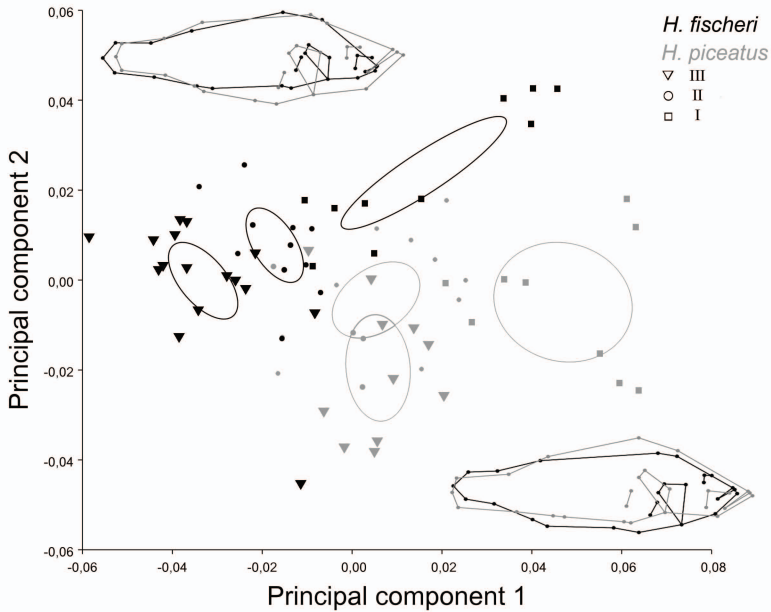 H. fischeri
H. piceatus
III
II
I
Principal component 2
0,06
0,04
0,02
0,00
-0,02
-0,04
-0,06
-0,06
-0,04
-0,02
0,00
0,02
0,04
0,06
0,08
Principal component 1